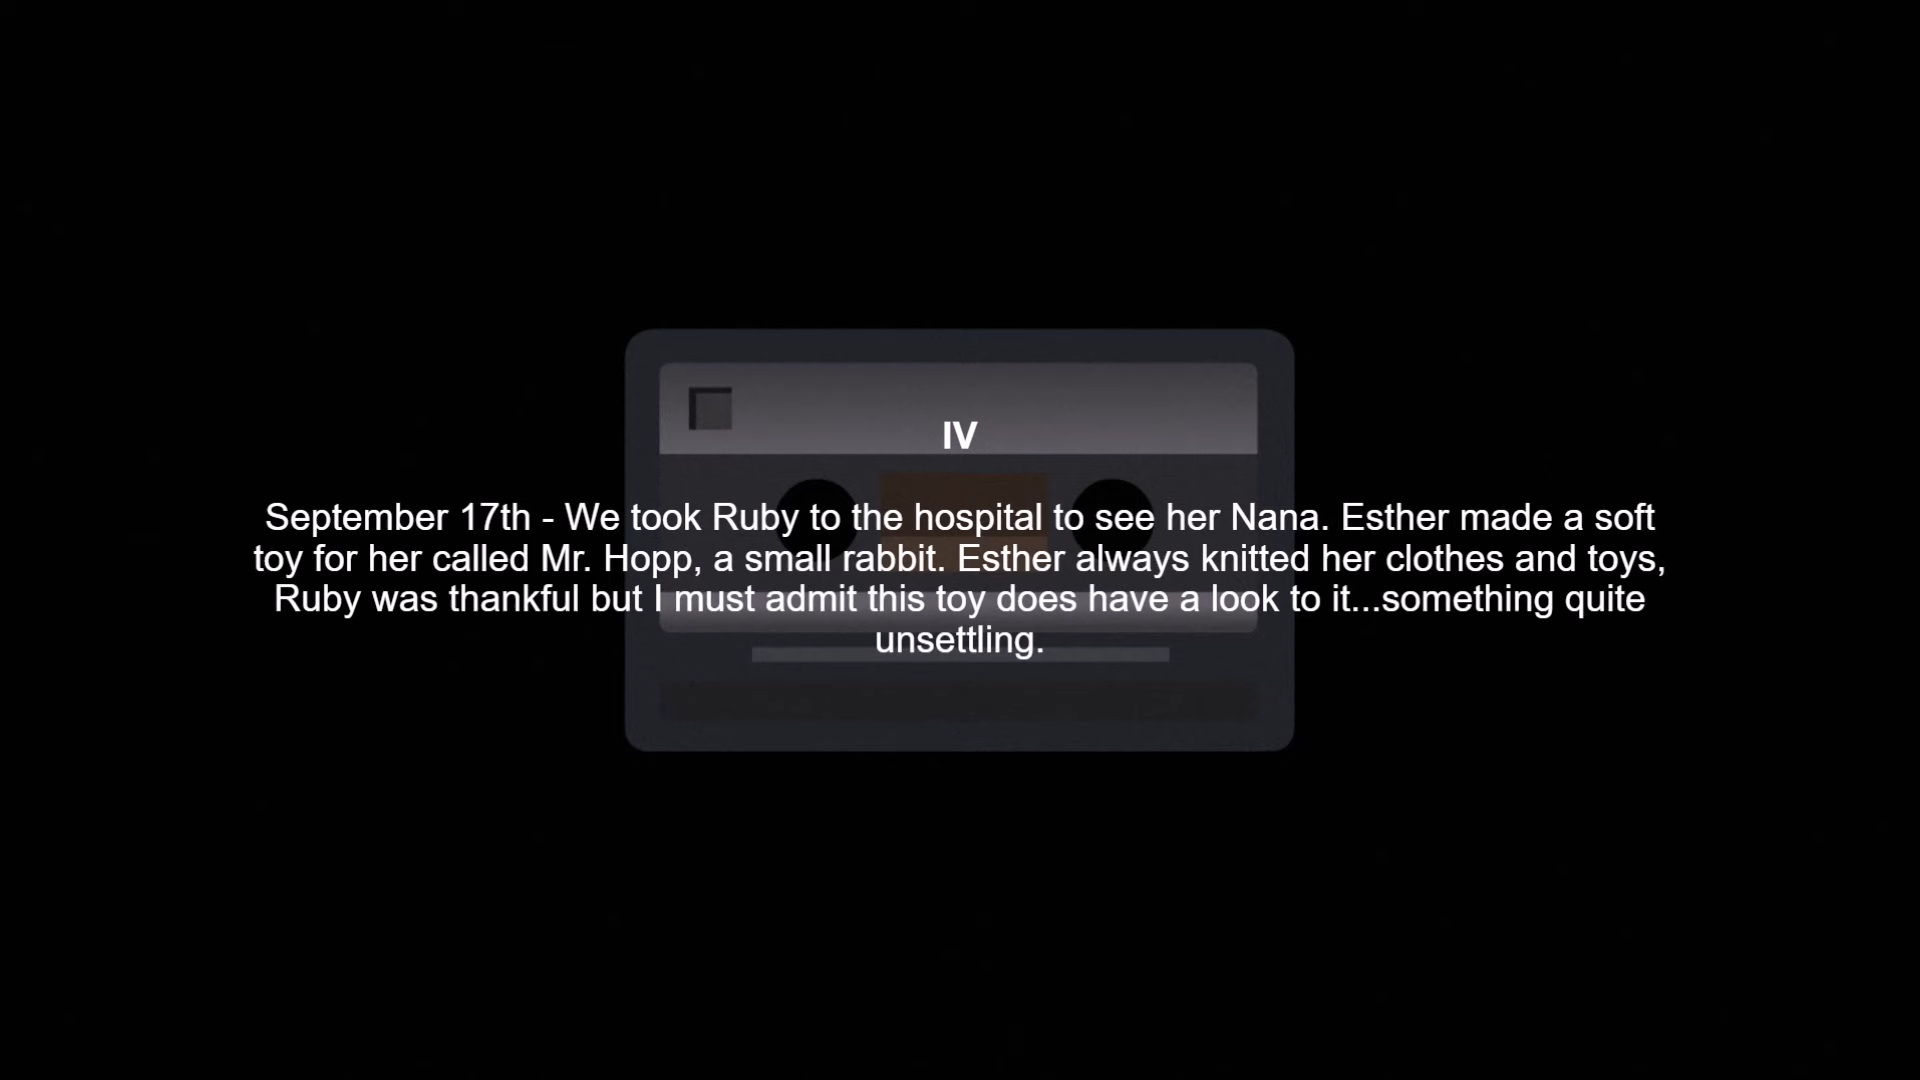 IV
September 17th - We took Ruby to the hospital to see her Nana. Esther made a soft
toy for her called Mr. Hopp, a small rabbit. Esther always knitted her clothes and toys,
Ruby was thankful but I must admit this toy does have a look to it...something quite
unsettling.